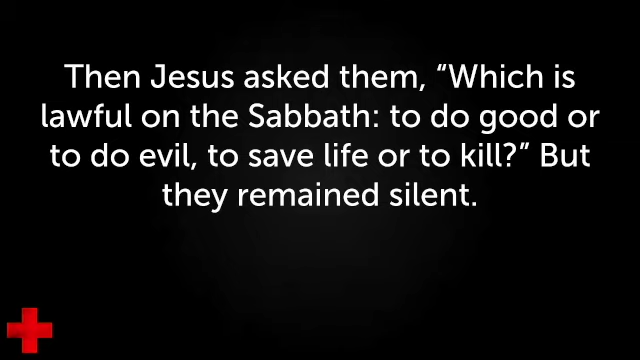 Then Jesus asked them, “Which is
lawful on the Sabbath: to do good or
to do evil, to save life or to kill?” But
they remained silent.